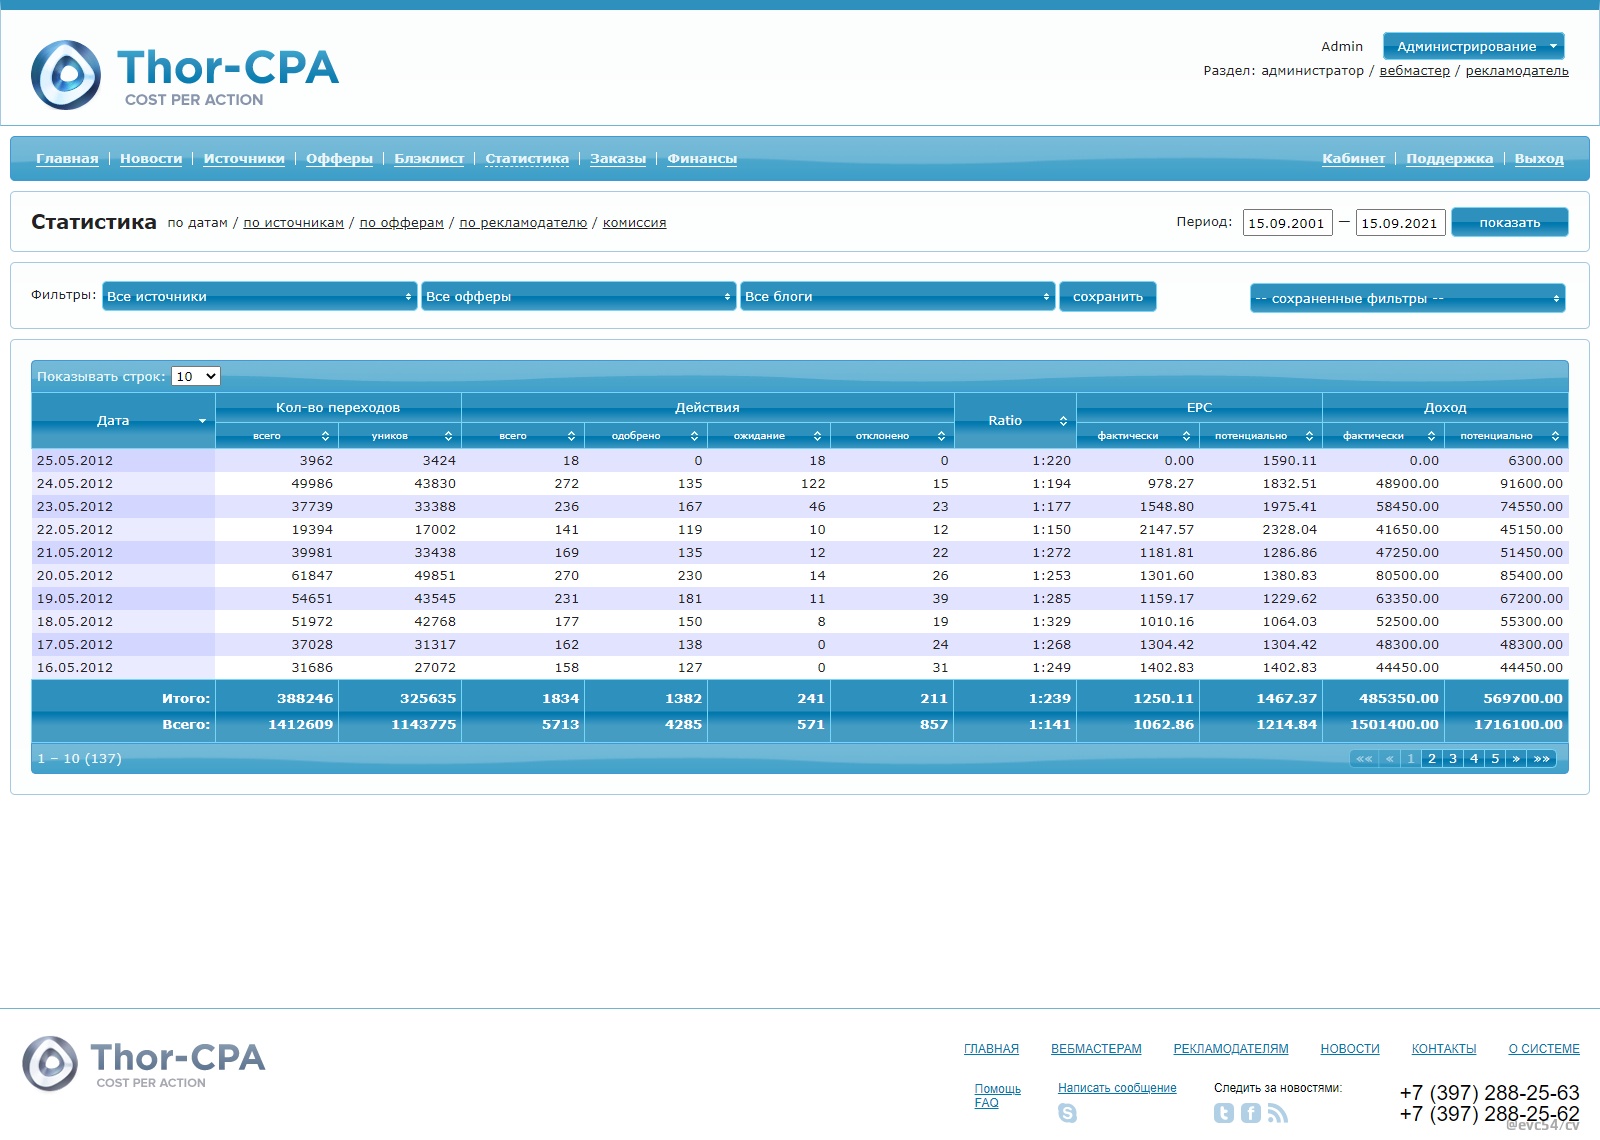 Thor-CPA
COST PER ACTION
Admin Администрирование
Раздел: администратор / вебмастер / рекламодатель
Главная Новости Источники Офферы Блэклист Статистика Заказы Финансы Кабинет Поддержка Выход
Статистика по датам / по источникам / по офферам / по рекламодателю / комиссия Период: 15.09.2001 — 15.09.2021 показать
Фильтры: Все источники Все офферы Все блоги сохранить -- сохраненные фильтры --
Показывать строк: 10
Дата Кол-во переходов Действия Ratio EPC Доход
всего уников всего одобрено ожидание отклонено фактически потенциально фактически потенциально
25.05.2012 3962 3424 18 0 18 0 1:220 0.00 1590.11 0.00 6300.00
24.05.2012 49986 43830 272 135 122 15 1:194 978.27 1832.51 48900.00 91600.00
23.05.2012 37739 33388 236 167 46 23 1:177 1548.80 1975.41 58450.00 74550.00
22.05.2012 19394 17002 141 119 10 12 1:150 2147.57 2328.04 41650.00 45150.00
21.05.2012 39981 33438 169 135 12 22 1:272 1181.81 1286.86 47250.00 51450.00
20.05.2012 61847 49851 270 230 14 26 1:253 1301.60 1380.83 80500.00 85400.00
19.05.2012 54651 43545 231 181 11 39 1:285 1159.17 1229.62 63350.00 67200.00
18.05.2012 51972 42768 177 150 8 19 1:329 1010.16 1064.03 52500.00 55300.00
17.05.2012 37028 31317 162 138 0 24 1:268 1304.42 1304.42 48300.00 48300.00
16.05.2012 31686 27072 158 127 0 31 1:249 1402.83 1402.83 44450.00 44450.00
Итого: 388246 325635 1834 1382 241 211 1:239 1250.11 1467.37 485350.00 569700.00
Всего: 1412609 1143775 5713 4285 571 857 1:141 1062.86 1214.84 1501400.00 1716100.00
1 – 10 (137) «« « 1 2 3 4 5 » »»
Thor-CPA
COST PER ACTION
ГЛАВНАЯ ВЕБМАСТЕРАМ РЕКЛАМОДАТЕЛЯМ НОВОСТИ КОНТАКТЫ О СИСТЕМЕ
Помощь Написать сообщение Следить за новостями: +7 (397) 288-25-63
FAQ +7 (397) 288-25-62
@evc54/cv